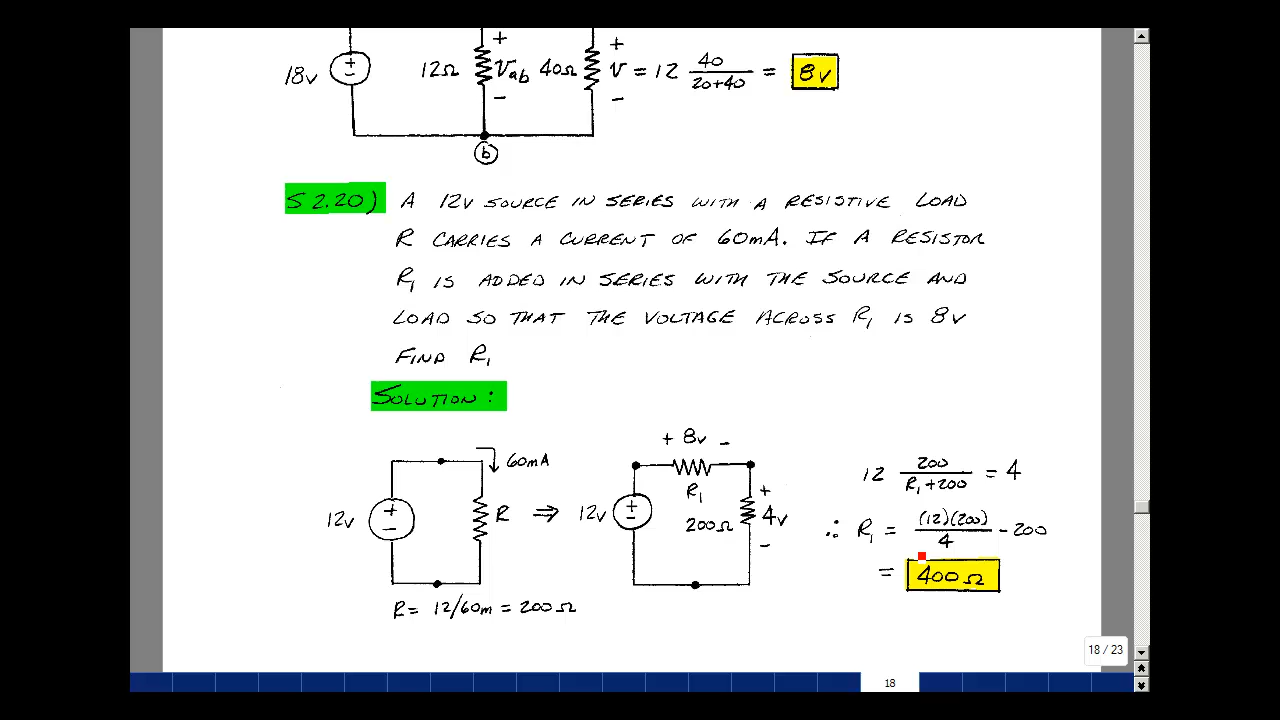 18v
12Ω
+
Vab
-
40Ω
+
v = 12 40/(20+40) = 8v
-
b
S 2.20) A 12v SOURCE IN SERIES WITH A RESISTIVE LOAD
R CARRIES A CURRENT OF 60mA. IF A RESISTOR
R1 IS ADDED IN SERIES WITH THE SOURCE AND
LOAD SO THAT THE VOLTAGE ACROSS R1 IS 8v
FIND R1
SOLUTION:
60mA
12v
+
-
R
⇒
R = 12/60m = 200Ω
+ 8v -
R1
12v
+
-
200Ω
+
4v
-
12 200/(R1+200) = 4
∴ R1 = (12)(200)/4 - 200
= 400Ω
18 / 23
18